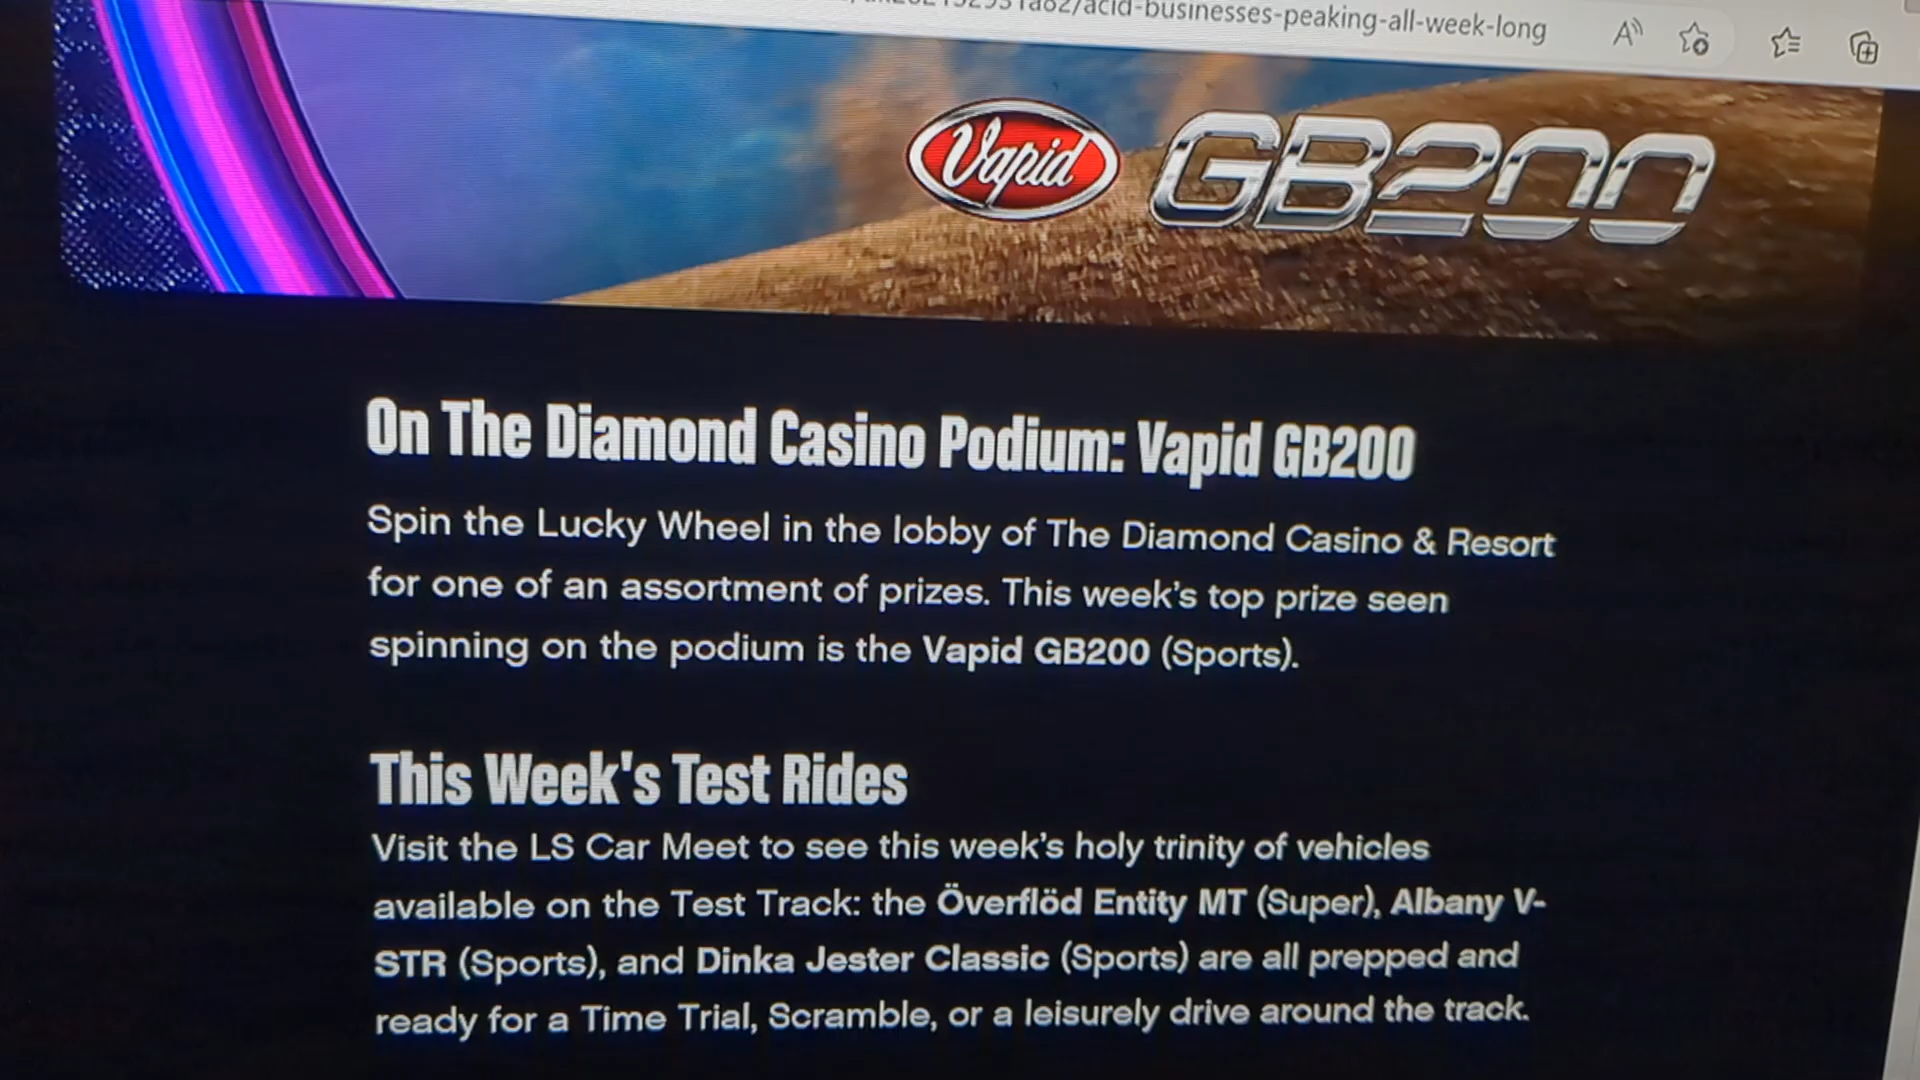 acid-businesses-peaking-all-week-long
Vapid GB200
On The Diamond Casino Podium: Vapid GB200
Spin the Lucky Wheel in the lobby of The Diamond Casino & Resort
for one of an assortment of prizes. This week's top prize seen
spinning on the podium is the Vapid GB200 (Sports).
This Week's Test Rides
Visit the LS Car Meet to see this week's holy trinity of vehicles
available on the Test Track: the Överflöd Entity MT (Super), Albany V-
STR (Sports), and Dinka Jester Classic (Sports) are all prepped and
ready for a Time Trial, Scramble, or a leisurely drive around the track.